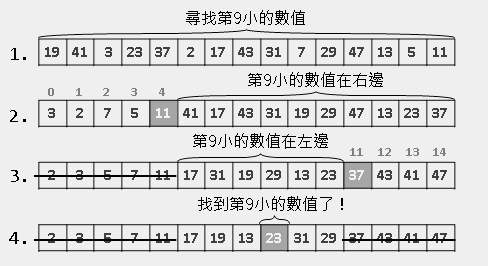 尋找第9小的數值
1. 19 41 3 23 37 2 17 43 31 7 29 47 13 5 11
0 1 2 3 4 第9小的數值在右邊
2. 3 2 7 5 11 41 17 43 31 19 29 47 13 23 37
第9小的數值在左邊
11 12 13 14
3. 2 3 5 7 11 17 31 19 29 13 23 37 43 41 47
找到第9小的數值了！
4. 2 3 5 7 11 17 19 13 23 31 29 37 43 41 47